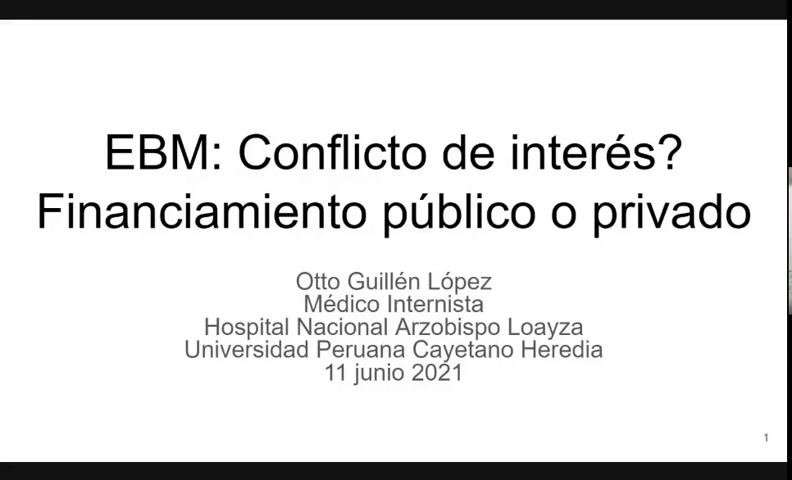 EBM: Conflicto de interés?
Financiamiento público o privado
Otto Guillén López
Médico Internista
Hospital Nacional Arzobispo Loayza
Universidad Peruana Cayetano Heredia
11 junio 2021
1